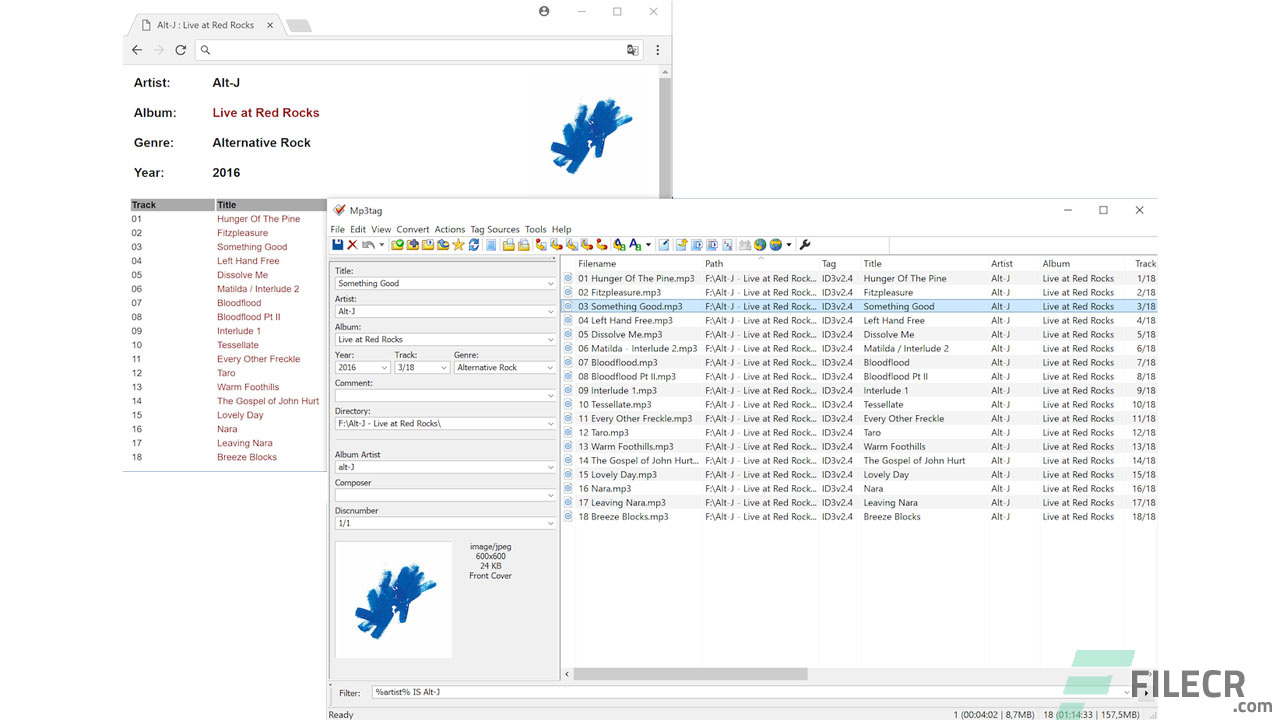 Alt-J : Live at Red Rocks
Artist: Alt-J
Album: Live at Red Rocks
Genre: Alternative Rock
Year: 2016
Track Title
01 Hunger Of The Pine
02 Fitzpleasure
03 Something Good
04 Left Hand Free
05 Dissolve Me
06 Matilda / Interlude 2
07 Bloodflood
08 Bloodflood Pt II
09 Interlude 1
10 Tessellate
11 Every Other Freckle
12 Taro
13 Warm Foothills
14 The Gospel of John Hurt
15 Lovely Day
16 Nara
17 Leaving Nara
18 Breeze Blocks
Mp3tag
File Edit View Convert Actions Tag Sources Tools Help
Title:
Something Good
Artist:
Alt-J
Album:
Live at Red Rocks
Year: Track: Genre:
2016 3/18 Alternative Rock
Comment:
Directory:
F:\Alt-J - Live at Red Rocks\
Album Artist
alt-J
Composer
Discnumber
1/1
image/jpeg
600x600
24 KB
Front Cover
Filename Path Tag Title Artist Album Track
01 Hunger Of The Pine.mp3 F:\Alt-J - Live at Red Rock... ID3v2.4 Hunger Of The Pine Alt-J Live at Red Rocks 1/18
02 Fitzpleasure.mp3 F:\Alt-J - Live at Red Rock... ID3v2.4 Fitzpleasure Alt-J Live at Red Rocks 2/18
03 Something Good.mp3 F:\Alt-J - Live at Red Rock... ID3v2.4 Something Good Alt-J Live at Red Rocks 3/18
04 Left Hand Free.mp3 F:\Alt-J - Live at Red Rock... ID3v2.4 Left Hand Free Alt-J Live at Red Rocks 4/18
05 Dissolve Me.mp3 F:\Alt-J - Live at Red Rock... ID3v2.4 Dissolve Me Alt-J Live at Red Rocks 5/18
06 Matilda - Interlude 2.mp3 F:\Alt-J - Live at Red Rock... ID3v2.4 Matilda / Interlude 2 Alt-J Live at Red Rocks 6/18
07 Bloodflood.mp3 F:\Alt-J - Live at Red Rock... ID3v2.4 Bloodflood Alt-J Live at Red Rocks 7/18
08 Bloodflood Pt II.mp3 F:\Alt-J - Live at Red Rock... ID3v2.4 Bloodflood Pt II Alt-J Live at Red Rocks 8/18
09 Interlude 1.mp3 F:\Alt-J - Live at Red Rock... ID3v2.4 Interlude 1 Alt-J Live at Red Rocks 9/18
10 Tessellate.mp3 F:\Alt-J - Live at Red Rock... ID3v2.4 Tessellate Alt-J Live at Red Rocks 10/18
11 Every Other Freckle.mp3 F:\Alt-J - Live at Red Rock... ID3v2.4 Every Other Freckle Alt-J Live at Red Rocks 11/18
12 Taro.mp3 F:\Alt-J - Live at Red Rock... ID3v2.4 Taro Alt-J Live at Red Rocks 12/18
13 Warm Foothills.mp3 F:\Alt-J - Live at Red Rock... ID3v2.4 Warm Foothills Alt-J Live at Red Rocks 13/18
14 The Gospel of John Hurt... F:\Alt-J - Live at Red Rock... ID3v2.4 The Gospel of John Hurt Alt-J Live at Red Rocks 14/18
15 Lovely Day.mp3 F:\Alt-J - Live at Red Rock... ID3v2.4 Lovely Day Alt-J Live at Red Rocks 15/18
16 Nara.mp3 F:\Alt-J - Live at Red Rock... ID3v2.4 Nara Alt-J Live at Red Rocks 16/18
17 Leaving Nara.mp3 F:\Alt-J - Live at Red Rock... ID3v2.4 Leaving Nara Alt-J Live at Red Rocks 17/18
18 Breeze Blocks.mp3 F:\Alt-J - Live at Red Rock... ID3v2.4 Breeze Blocks Alt-J Live at Red Rocks 18/18
Filter: %artist% IS Alt-J
Ready 1 (00:04:02 | 8,7MB) 18 (01:14:33 | 157,5MB)
FILECR
.com